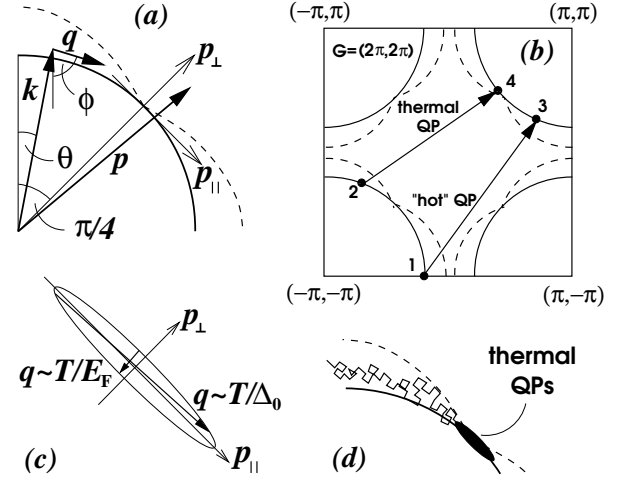 (a)
q
k
ϕ
θ
p
p⊥
p||
π/4
(−π,π)
(π,π)
G=(2π,2π)
(b)
4
3
thermal
QP
2
"hot" QP
1
(−π,−π)
(π,−π)
p⊥
q~T/E_F
q~T/Δ₀
p||
(c)
thermal
QPs
(d)